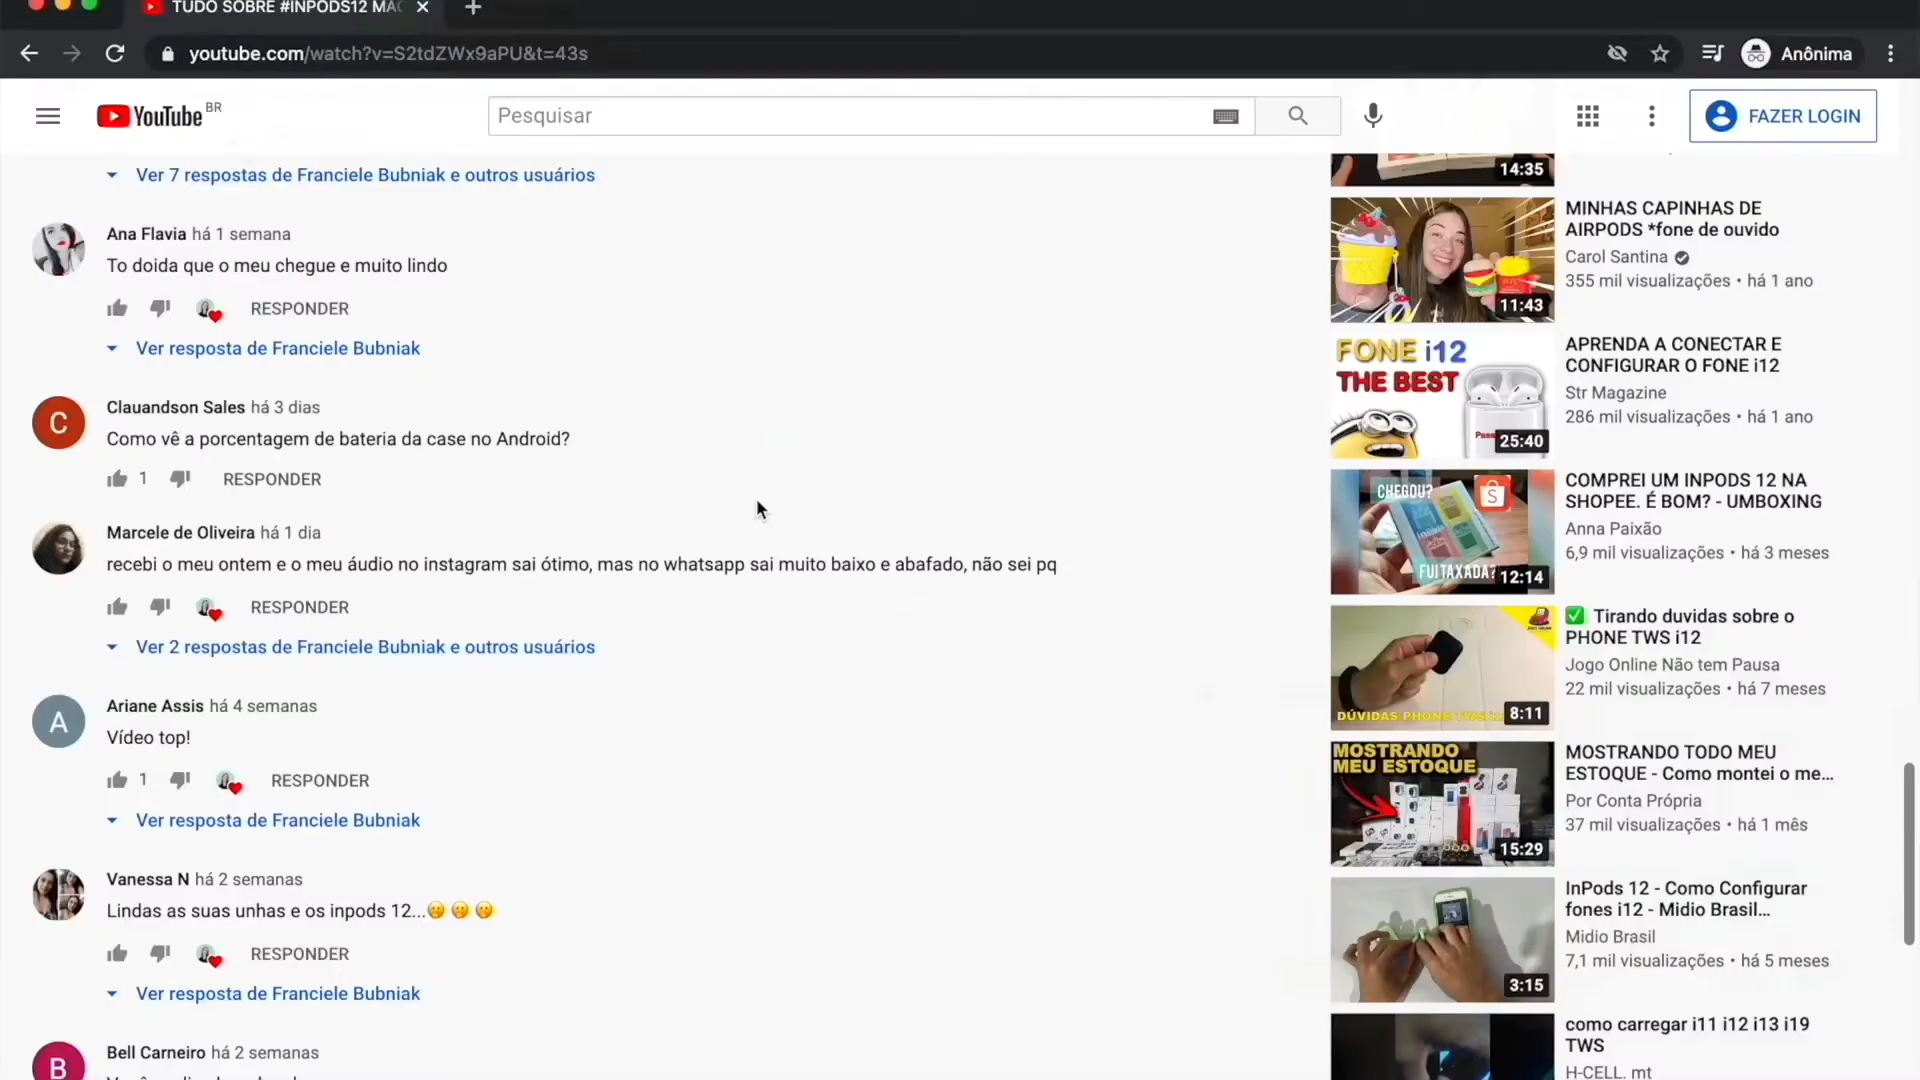 TUDO SOBRE #INPODS12 MAC
youtube.com/watch?v=S2tdZWx9aPU&t=43s
Anônima
YouTube BR
Pesquisar
FAZER LOGIN
Ver 7 respostas de Franciele Bubniak e outros usuários
Ana Flavia há 1 semana
To doida que o meu chegue e muito lindo
RESPONDER
Ver resposta de Franciele Bubniak
C
Clauandson Sales há 3 dias
Como vê a porcentagem de bateria da case no Android?
1 RESPONDER
Marcele de Oliveira há 1 dia
recebi o meu ontem e o meu áudio no instagram sai ótimo, mas no whatsapp sai muito baixo e abafado, não sei pq
RESPONDER
Ver 2 respostas de Franciele Bubniak e outros usuários
A
Ariane Assis há 4 semanas
Vídeo top!
1 RESPONDER
Ver resposta de Franciele Bubniak
Vanessa N há 2 semanas
Lindas as suas unhas e os inpods 12...🤭🤭🤭
RESPONDER
Ver resposta de Franciele Bubniak
B
Bell Carneiro há 2 semanas
14:35
11:43
MINHAS CAPINHAS DE
AIRPODS *fone de ouvido
Carol Santina
355 mil visualizações • há 1 ano
FONE i12
THE BEST
25:40
APRENDA A CONECTAR E
CONFIGURAR O FONE i12
Str Magazine
286 mil visualizações • há 1 ano
CHEGOU?
FUI TAXADA?
12:14
COMPREI UM INPODS 12 NA
SHOPEE. É BOM? - UMBOXING
Anna Paixão
6,9 mil visualizações • há 3 meses
DÚVIDAS PHONE TWS
8:11
✅ Tirando duvidas sobre o
PHONE TWS i12
Jogo Online Não tem Pausa
22 mil visualizações • há 7 meses
MOSTRANDO
MEU ESTOQUE
15:29
MOSTRANDO TODO MEU
ESTOQUE - Como montei o me...
Por Conta Própria
37 mil visualizações • há 1 mês
3:15
InPods 12 - Como Configurar
fones i12 - Midio Brasil...
Midio Brasil
7,1 mil visualizações • há 5 meses
como carregar i11 i12 i13 i19
TWS
H-CELL. mt